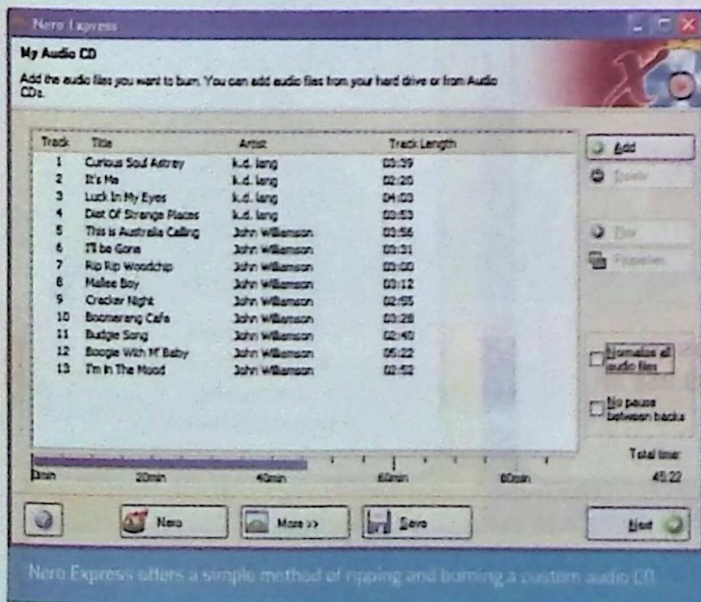 Nero Express
My Audio CD
Add the audio files you want to burn. You can add audio files from your hard drive or from Audio
CDs.
Track Title Artist Track Length
1 Curious Soul Astray k.d. lang 03:39
2 It's Me k.d. lang 02:20
3 Luck In My Eyes k.d. lang 04:03
4 Diet Of Strange Places k.d. lang 03:53
5 This is Australia Calling John Williamson 03:56
6 I'll be Gone John Williamson 03:31
7 Rip Rip Woodchip John Williamson 03:00
8 Mallee Boy John Williamson 03:12
9 Cracker Night John Williamson 02:55
10 Boomerang Cafe John Williamson 03:28
11 Budgie Song John Williamson 02:40
12 Boogie With M' Baby John Williamson 05:22
13 I'm In The Mood John Williamson 02:52
Add
Delete
Play
Properties
Normalize all
audio files
No pause
between tracks
Total time:
0min 20min 40min 60min 80min 45:22
Nero More >> Save Next
Nero Express offers a simple method of ripping and burning a custom audio CD.